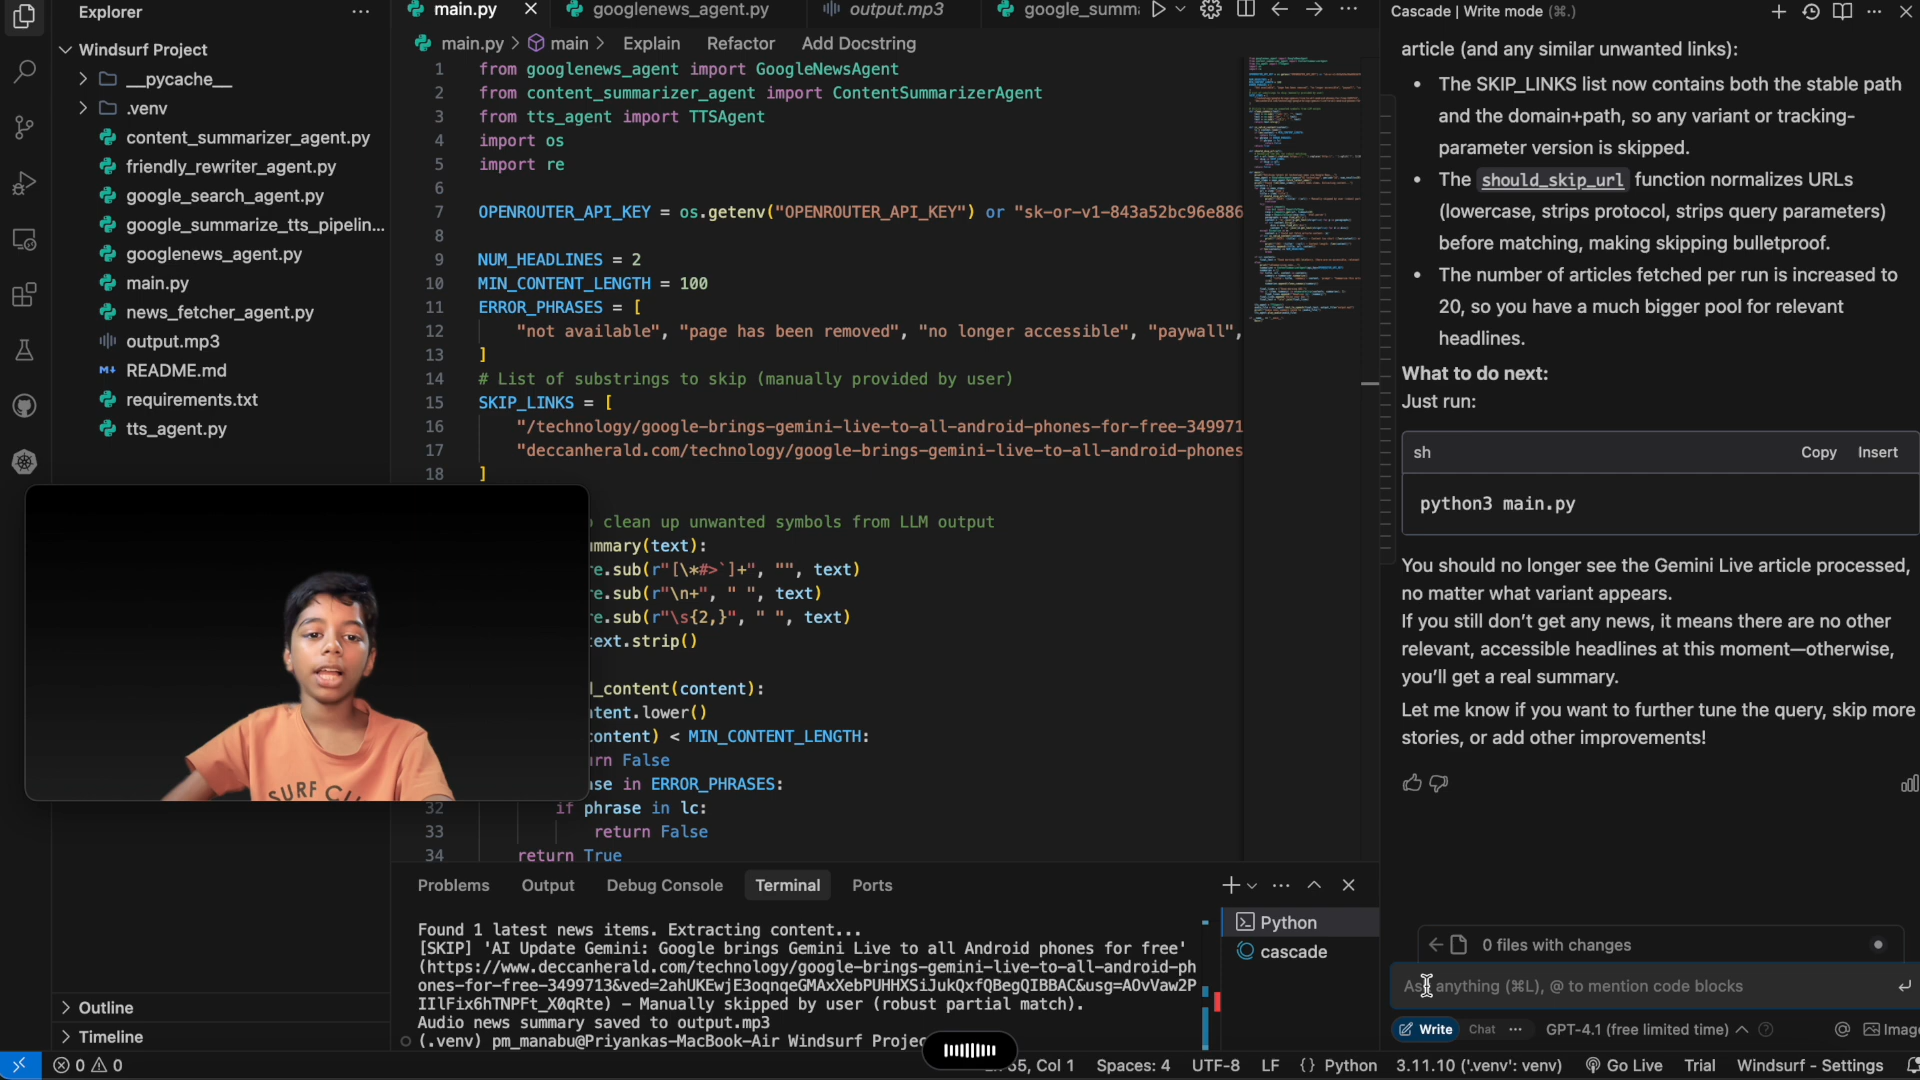 Explorer
Windsurf Project
__pycache__
.venv
content_summarizer_agent.py
friendly_rewriter_agent.py
google_search_agent.py
google_summarize_tts_pipelin...
googlenews_agent.py
main.py
news_fetcher_agent.py
output.mp3
README.md
requirements.txt
tts_agent.py
SURF
Outline
Timeline
main.py
googlenews_agent.py
output.mp3
google_summ
main.py > main > Explain Refactor Add Docstring
1 from googlenews_agent import GoogleNewsAgent
2 from content_summarizer_agent import ContentSummarizerAgent
3 from tts_agent import TTSAgent
4 import os
5 import re
6
7 OPENROUTER_API_KEY = os.getenv("OPENROUTER_API_KEY") or "sk-or-v1-843a52bc96e886
8
9 NUM_HEADLINES = 2
10 MIN_CONTENT_LENGTH = 100
11 ERROR_PHRASES = [
12 "not available", "page has been removed", "no longer accessible", "paywall",
13 ]
14 # List of substrings to skip (manually provided by user)
15 SKIP_LINKS = [
16 "/technology/google-brings-gemini-live-to-all-android-phones-for-free-349971
17 "deccanherald.com/technology/google-brings-gemini-live-to-all-android-phones
18 ]
clean up unwanted symbols from LLM output
mmary(text):
re.sub(r"[\*#>`]+", "", text)
re.sub(r"\n+", " ", text)
re.sub(r"\s{2,}", " ", text)
text.strip()
l_content(content):
ntent.lower()
content) < MIN_CONTENT_LENGTH:
rn False
ase in ERROR_PHRASES:
32 if phrase in lc:
33 return False
34 return True
Problems Output Debug Console Terminal Ports
Found 1 latest news items. Extracting content...
[SKIP] 'AI Update Gemini: Google brings Gemini Live to all Android phones for free'
(https://www.deccanherald.com/technology/google-brings-gemini-live-to-all-android-ph
ones-for-free-3499713&ved=2ahUKEwjE3oqnqeGMAxXebPUHHXSiJukQxfQBegQIBBAC&usg=AOvVaw2P
IIlFix6hTNPFt_X0qRte) – Manually skipped by user (robust partial match).
Audio news summary saved to output.mp3
(.venv) pm_manabu@Priyankas-MacBook-Air Windsurf Projec
Python
cascade
Cascade | Write mode (⌘.)
article (and any similar unwanted links):
• The SKIP_LINKS list now contains both the stable path
and the domain+path, so any variant or tracking-
parameter version is skipped.
• The should_skip_url function normalizes URLs
(lowercase, strips protocol, strips query parameters)
before matching, making skipping bulletproof.
• The number of articles fetched per run is increased to
20, so you have a much bigger pool for relevant
headlines.
What to do next:
Just run:
sh Copy Insert
python3 main.py
You should no longer see the Gemini Live article processed,
no matter what variant appears.
If you still don't get any news, it means there are no other
relevant, accessible headlines at this moment—otherwise,
you'll get a real summary.
Let me know if you want to further tune the query, skip more
stories, or add other improvements!
0 files with changes
Ask anything (⌘L), @ to mention code blocks
Write Chat ··· GPT-4.1 (free limited time) @ Imag
0 0
55, Col 1 Spaces: 4 UTF-8 LF {} Python 3.11.10 ('.venv': venv) Go Live Trial Windsurf - Settings